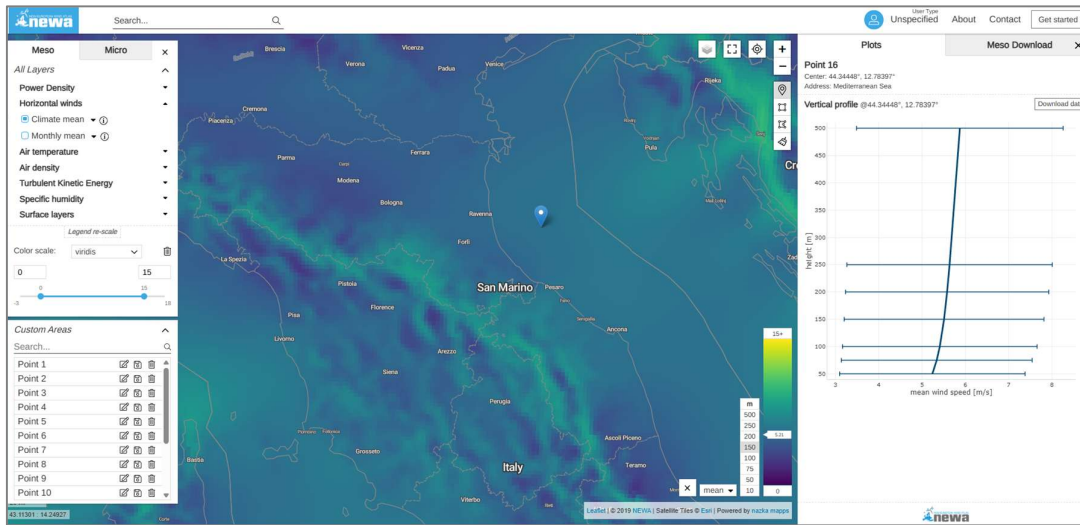 newa
Search...
User Type
Unspecified
About
Contact
Get started
Meso
Micro
×
All Layers
Power Density
Horizontal winds
Climate mean
Monthly mean
Air temperature
Air density
Turbulent Kinetic Energy
Specific humidity
Surface layers
Legend re-scale
Color scale:
viridis
0
15
0
15
-3
18
Custom Areas
Search...
Point 1
Point 2
Point 3
Point 4
Point 5
Point 6
Point 7
Point 8
Point 9
Point 10
43.11301 : 14.24927
Brescia
Vicenza
Verona
Padua
Venice
Rijeka
Cremona
Piacenza
Parma
Ferrara
Modena
Bologna
Ravenna
Pula
Forlì
La Spezia
Pistoia
San Marino
Pesaro
Florence
Pisa
Ancona
Livorno
Arezzo
Siena
Perugia
Grosseto
Ascoli Piceno
Teramo
Italy
Bastia
Viterbo
Zad
Cr
+
−
15+
5.21
0
m
500
250
200
150
100
75
50
10
×
mean
Leaflet | © 2019 NEWA | Satellite Tiles © Esri | Powered by nazka mapps
Plots
Meso Download
×
Point 16
Center: 44.34448°, 12.78397°
Address: Mediterranean Sea
Vertical profile @44.34448°, 12.78397°
Download dat
500
450
400
350
300
250
200
150
100
50
height [m]
3
4
5
6
7
8
mean wind speed [m/s]
newa